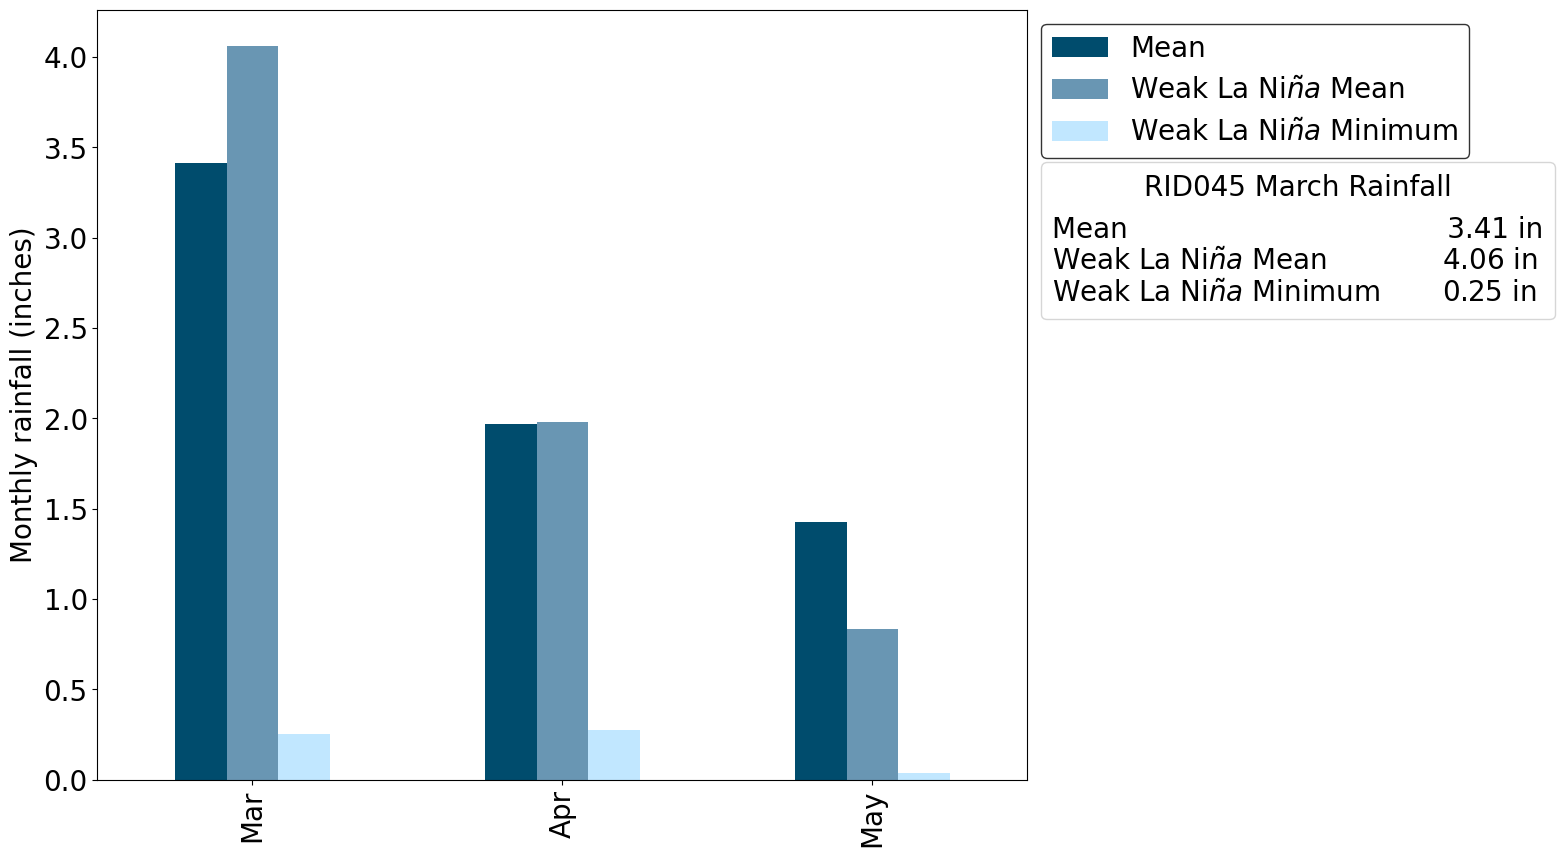 Monthly rainfall (inches)
4.0
3.5
3.0
2.5
2.0
1.5
1.0
0.5
0.0
Mar
Apr
May
Mean
Weak La Niña Mean
Weak La Niña Minimum
RID045 March Rainfall
Mean 3.41 in
Weak La Niña Mean 4.06 in
Weak La Niña Minimum 0.25 in